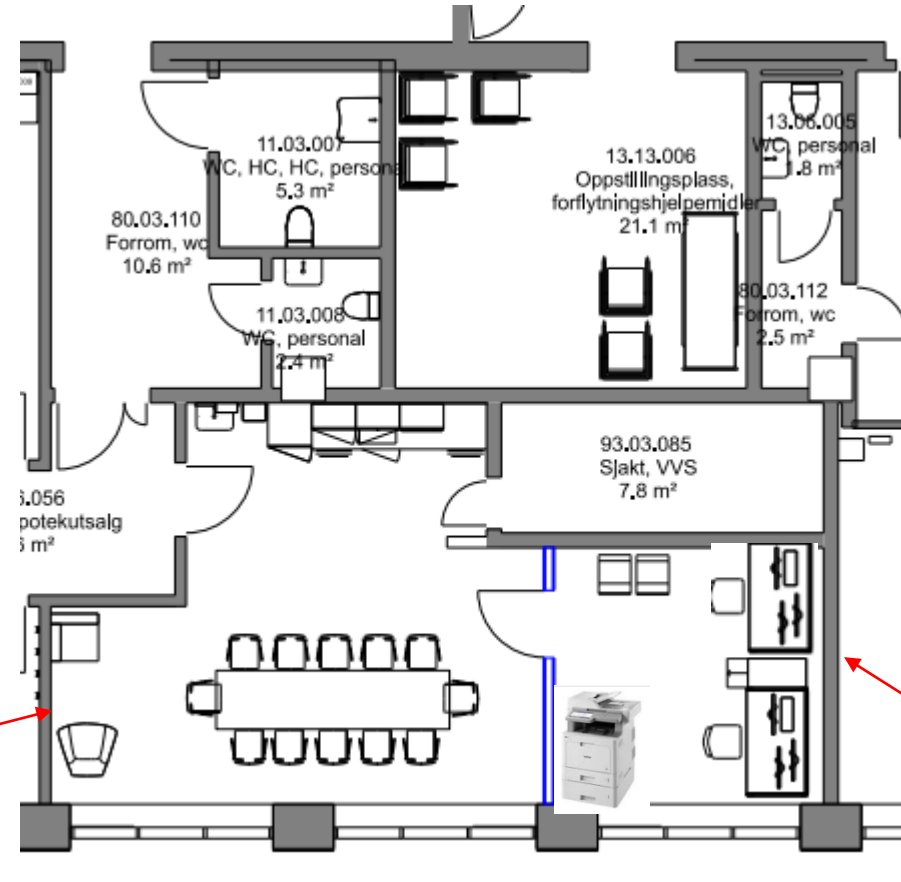 11.03.007
WC, HC, HC, personal
5.3 m²
80.03.110
Forrom, wc
10.6 m²
11.03.008
WC, personal
2.4 m²
13.13.006
Oppstillingsplass,
forflytningshjelpemidler
21.1 m²
13.06.005
WC, personal
1.8 m²
80.03.112
Forrom, wc
2.5 m²
93.03.085
Sjakt, VVS
7.8 m²
.056
potekutsalg
m²